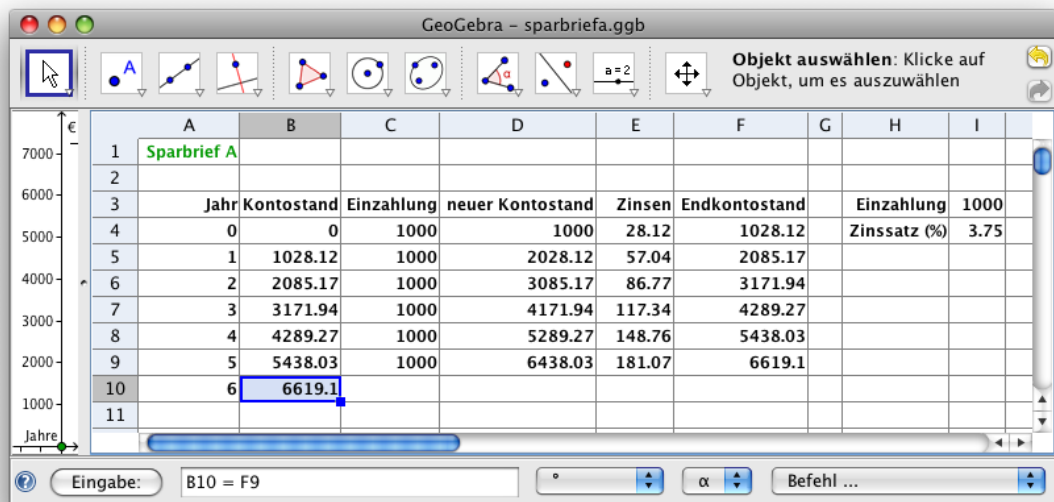 GeoGebra – sparbriefa.ggb
A
α
a=2
Objekt auswählen: Klicke auf
Objekt, um es auszuwählen
€
7000
6000
5000
4000
3000
2000
1000
Jahre
A B C D E F G H I
1 Sparbrief A
2
3 Jahr Kontostand Einzahlung neuer Kontostand Zinsen Endkontostand Einzahlung 1000
4 0 0 1000 1000 28.12 1028.12 Zinssatz (%) 3.75
5 1 1028.12 1000 2028.12 57.04 2085.17
6 2 2085.17 1000 3085.17 86.77 3171.94
7 3 3171.94 1000 4171.94 117.34 4289.27
8 4 4289.27 1000 5289.27 148.76 5438.03
9 5 5438.03 1000 6438.03 181.07 6619.1
10 6 6619.1
11
? Eingabe: B10 = F9 ° α Befehl ...